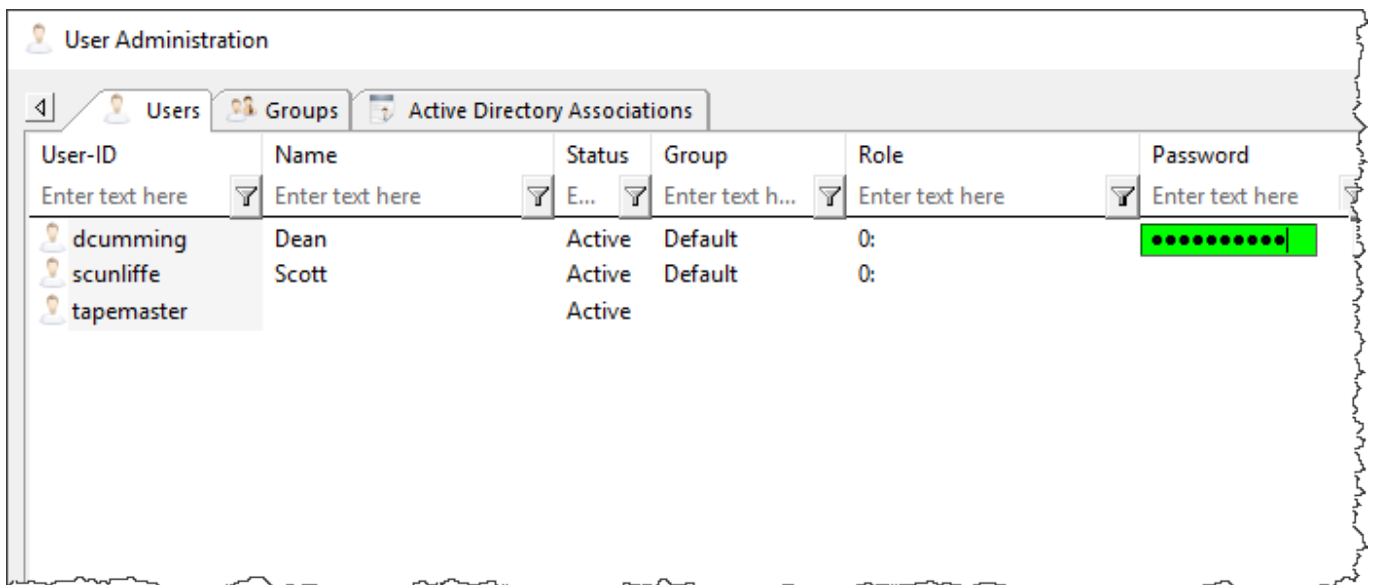 User Administration
Users Groups Active Directory Associations
User-ID Name Status Group Role Password
Enter text here Enter text here E... Enter text h... Enter text here Enter text here
dcumming Dean Active Default 0: ●●●●●●●●●●
scunliffe Scott Active Default 0:
tapemaster Active